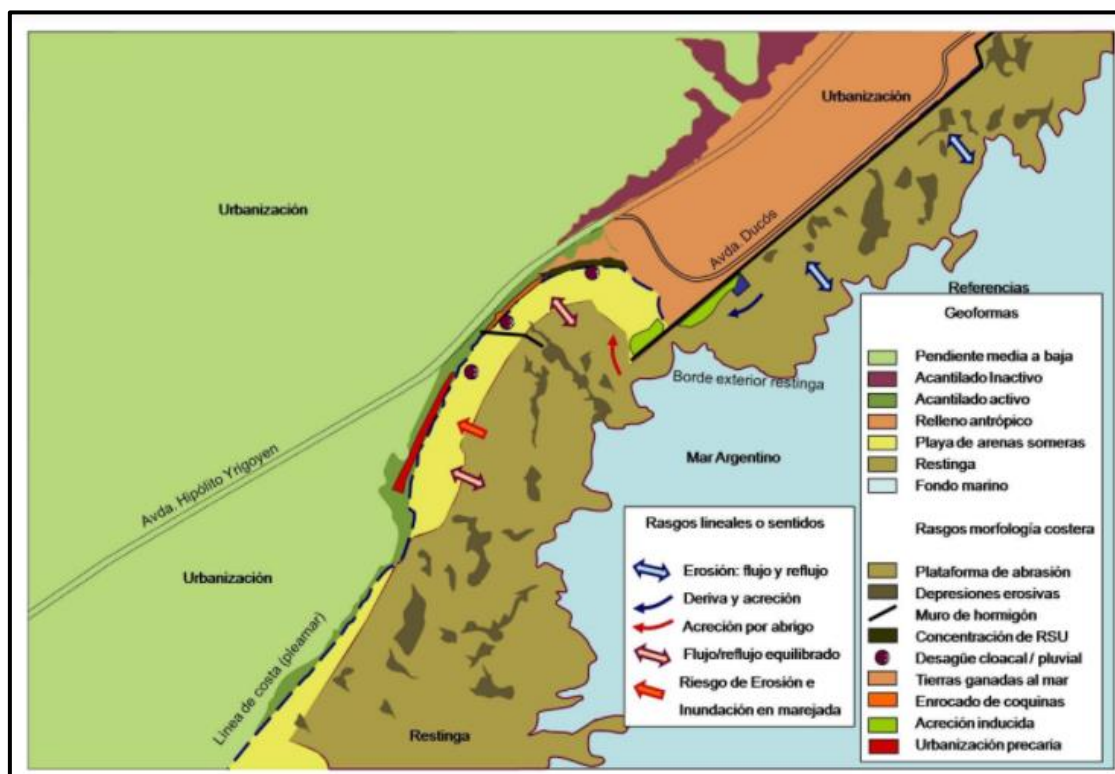 Urbanización
Urbanización
Avda. Ducós
Avda. Hipólito Yrigoyen
Urbanización
Línea de costa (pleamar)
Restinga
Borde exterior restinga
Mar Argentino
Rasgos lineales o sentidos
Erosión: flujo y reflujo
Deriva y acreción
Acreción por abrigo
Flujo/reflujo equilibrado
Riesgo de Erosión e
Inundación en marejada
Referencias
Geoformas
Pendiente media a baja
Acantilado Inactivo
Acantilado activo
Relleno antrópico
Playa de arenas someras
Restinga
Fondo marino
Rasgos morfología costera
Plataforma de abrasión
Depresiones erosivas
Muro de hormigón
Concentración de RSU
Desagüe cloacal / pluvial
Tierras ganadas al mar
Enrocado de coquinas
Acreción inducida
Urbanización precaria